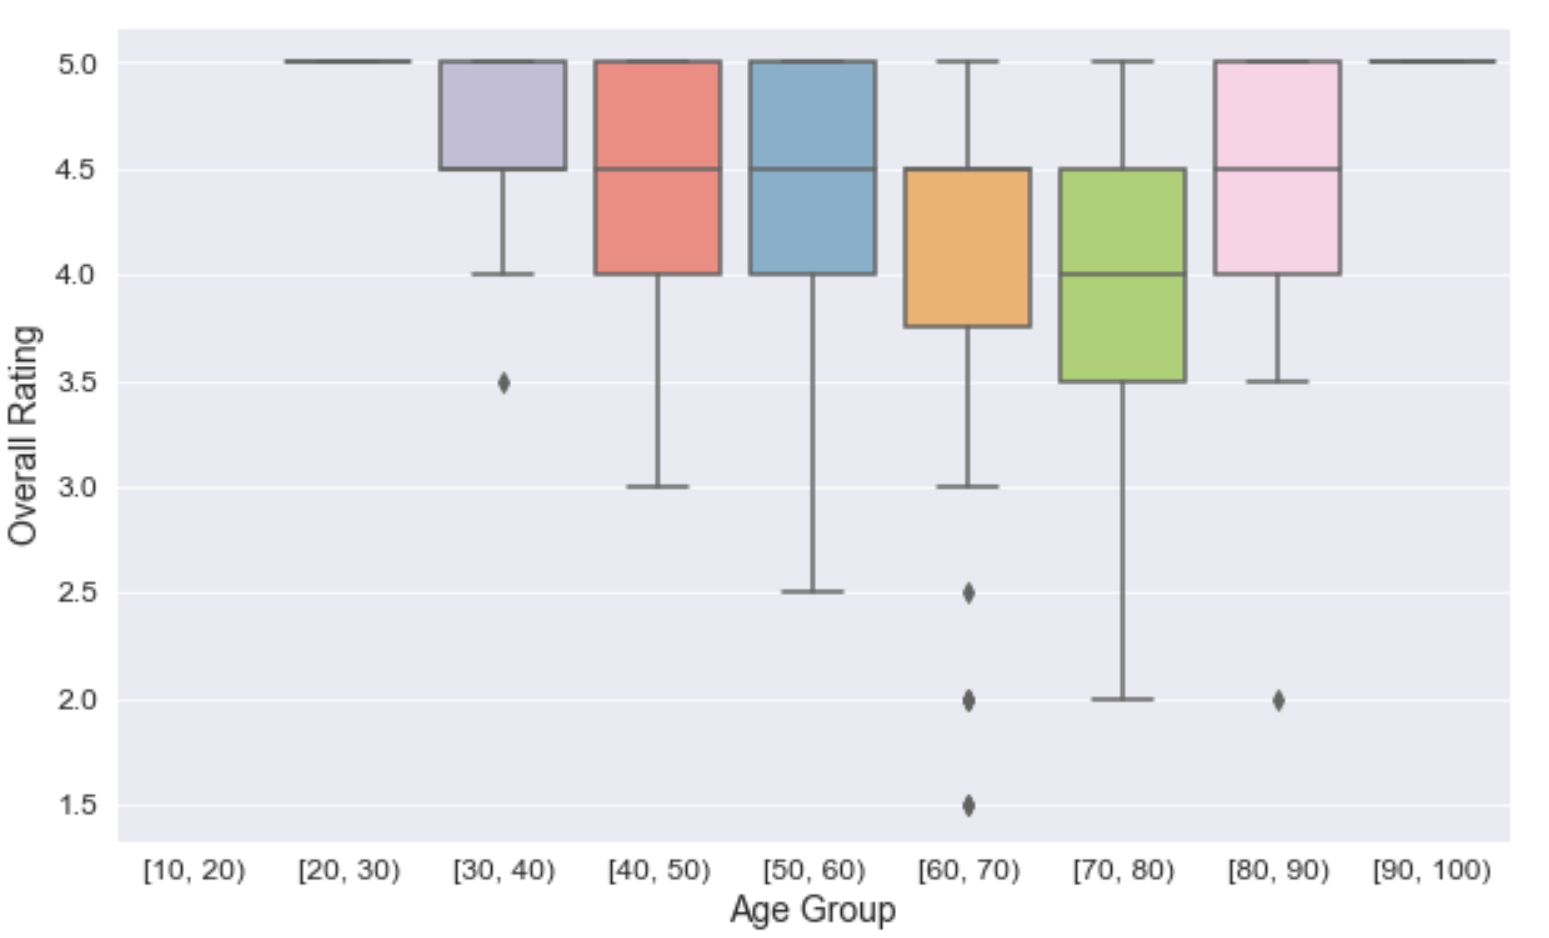 5.0
4.5
4.0
3.5
3.0
2.5
2.0
1.5
Overall Rating
[10, 20) [20, 30) [30, 40) [40, 50) [50, 60) [60, 70) [70, 80) [80, 90) [90, 100)
Age Group